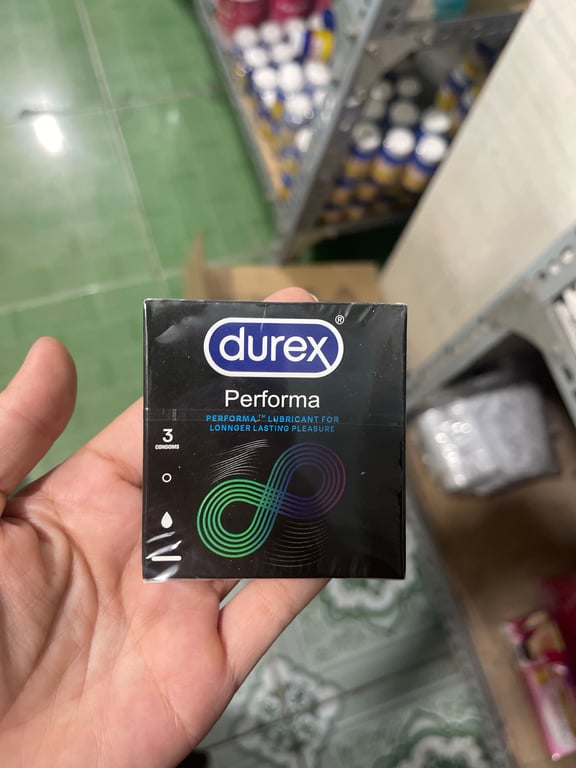 durex®
Performa
PERFORMA™ LUBRICANT FOR
LONNGER LASTING PLEASURE
3
CONDOMS